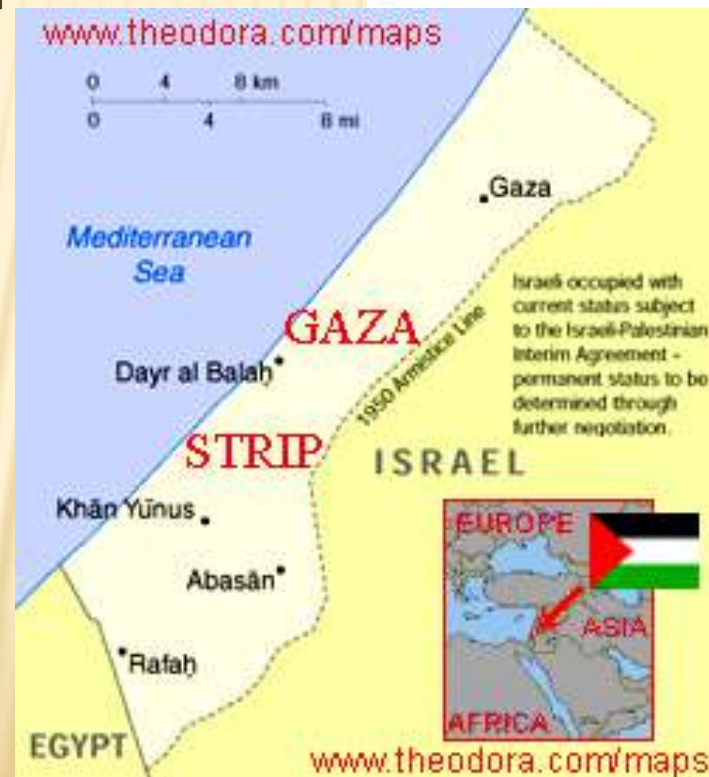 www.theodora.com/maps
0 4 8 km
0 4 8 mi
Mediterranean
Sea
Gaza
Israeli occupied with
current status subject
to the Israeli-Palestinian
Interim Agreement -
permanent status to be
determined through
further negotiation.
GAZA
1950 Armistice Line
Dayr al Balaḥ
STRIP
ISRAEL
Khān Yūnus
EUROPE
Abasān
ASIA
Rafaḥ
AFRICA
EGYPT
www.theodora.com/maps